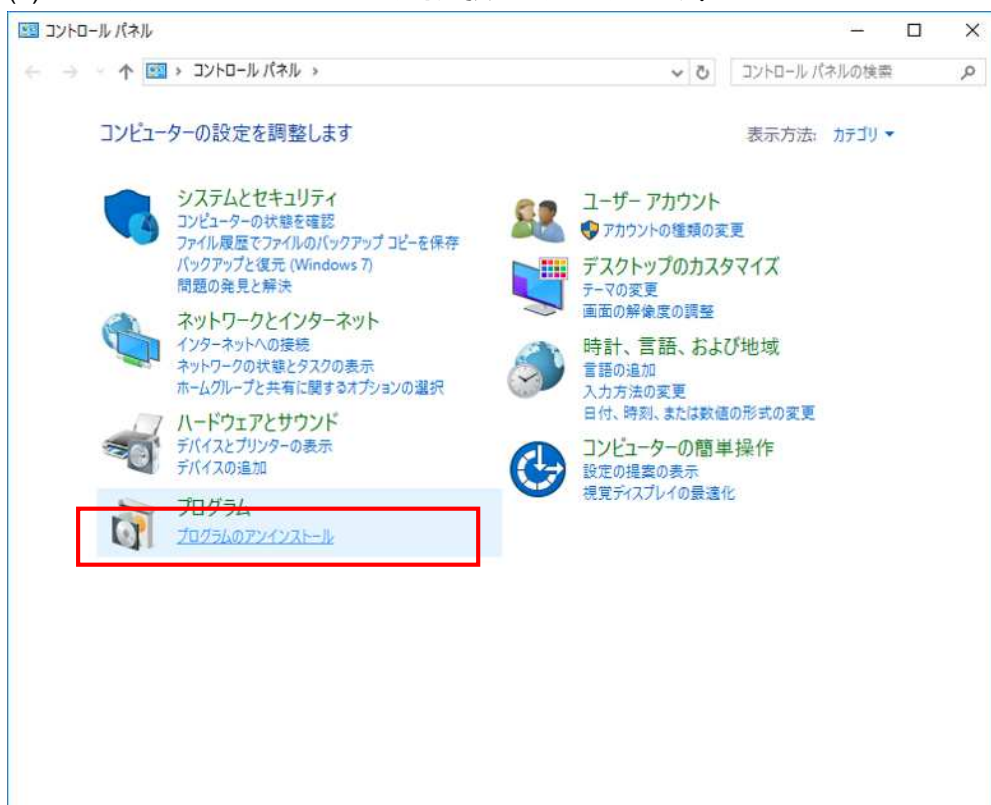 コントロール パネル
コントロール パネル
コントロール パネルの検索
コンピューターの設定を調整します
表示方法: カテゴリ
システムとセキュリティ
コンピューターの状態を確認
ファイル履歴でファイルのバックアップ コピーを保存
バックアップと復元 (Windows 7)
問題の発見と解決
ネットワークとインターネット
インターネットへの接続
ネットワークの状態とタスクの表示
ホームグループと共有に関するオプションの選択
ハードウェアとサウンド
デバイスとプリンターの表示
デバイスの追加
プログラム
プログラムのアンインストール
ユーザー アカウント
アカウントの種類の変更
デスクトップのカスタマイズ
テーマの変更
画面の解像度の調整
時計、言語、および地域
言語の追加
入力方法の変更
日付、時刻、または数値の形式の変更
コンピューターの簡単操作
設定の提案の表示
視覚ディスプレイの最適化